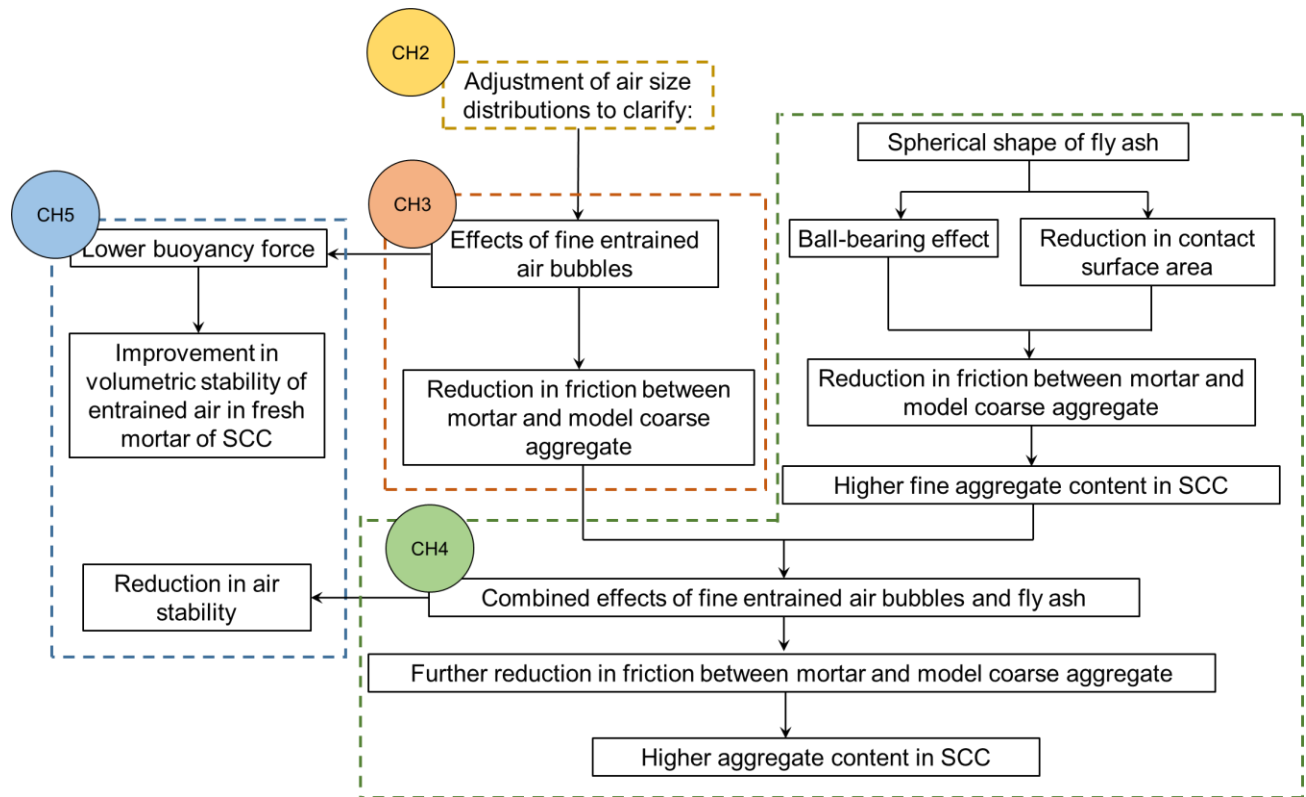 CH2
Adjustment of air size
distributions to clarify:
Spherical shape of fly ash
CH5
CH3
Lower buoyancy force
Effects of fine entrained
air bubbles
Ball-bearing effect
Reduction in contact
surface area
Improvement in
volumetric stability of
entrained air in fresh
mortar of SCC
Reduction in friction between
mortar and model coarse
aggregate
Reduction in friction between mortar and
model coarse aggregate
Higher fine aggregate content in SCC
CH4
Reduction in air
stability
Combined effects of fine entrained air bubbles and fly ash
Further reduction in friction between mortar and model coarse aggregate
Higher aggregate content in SCC